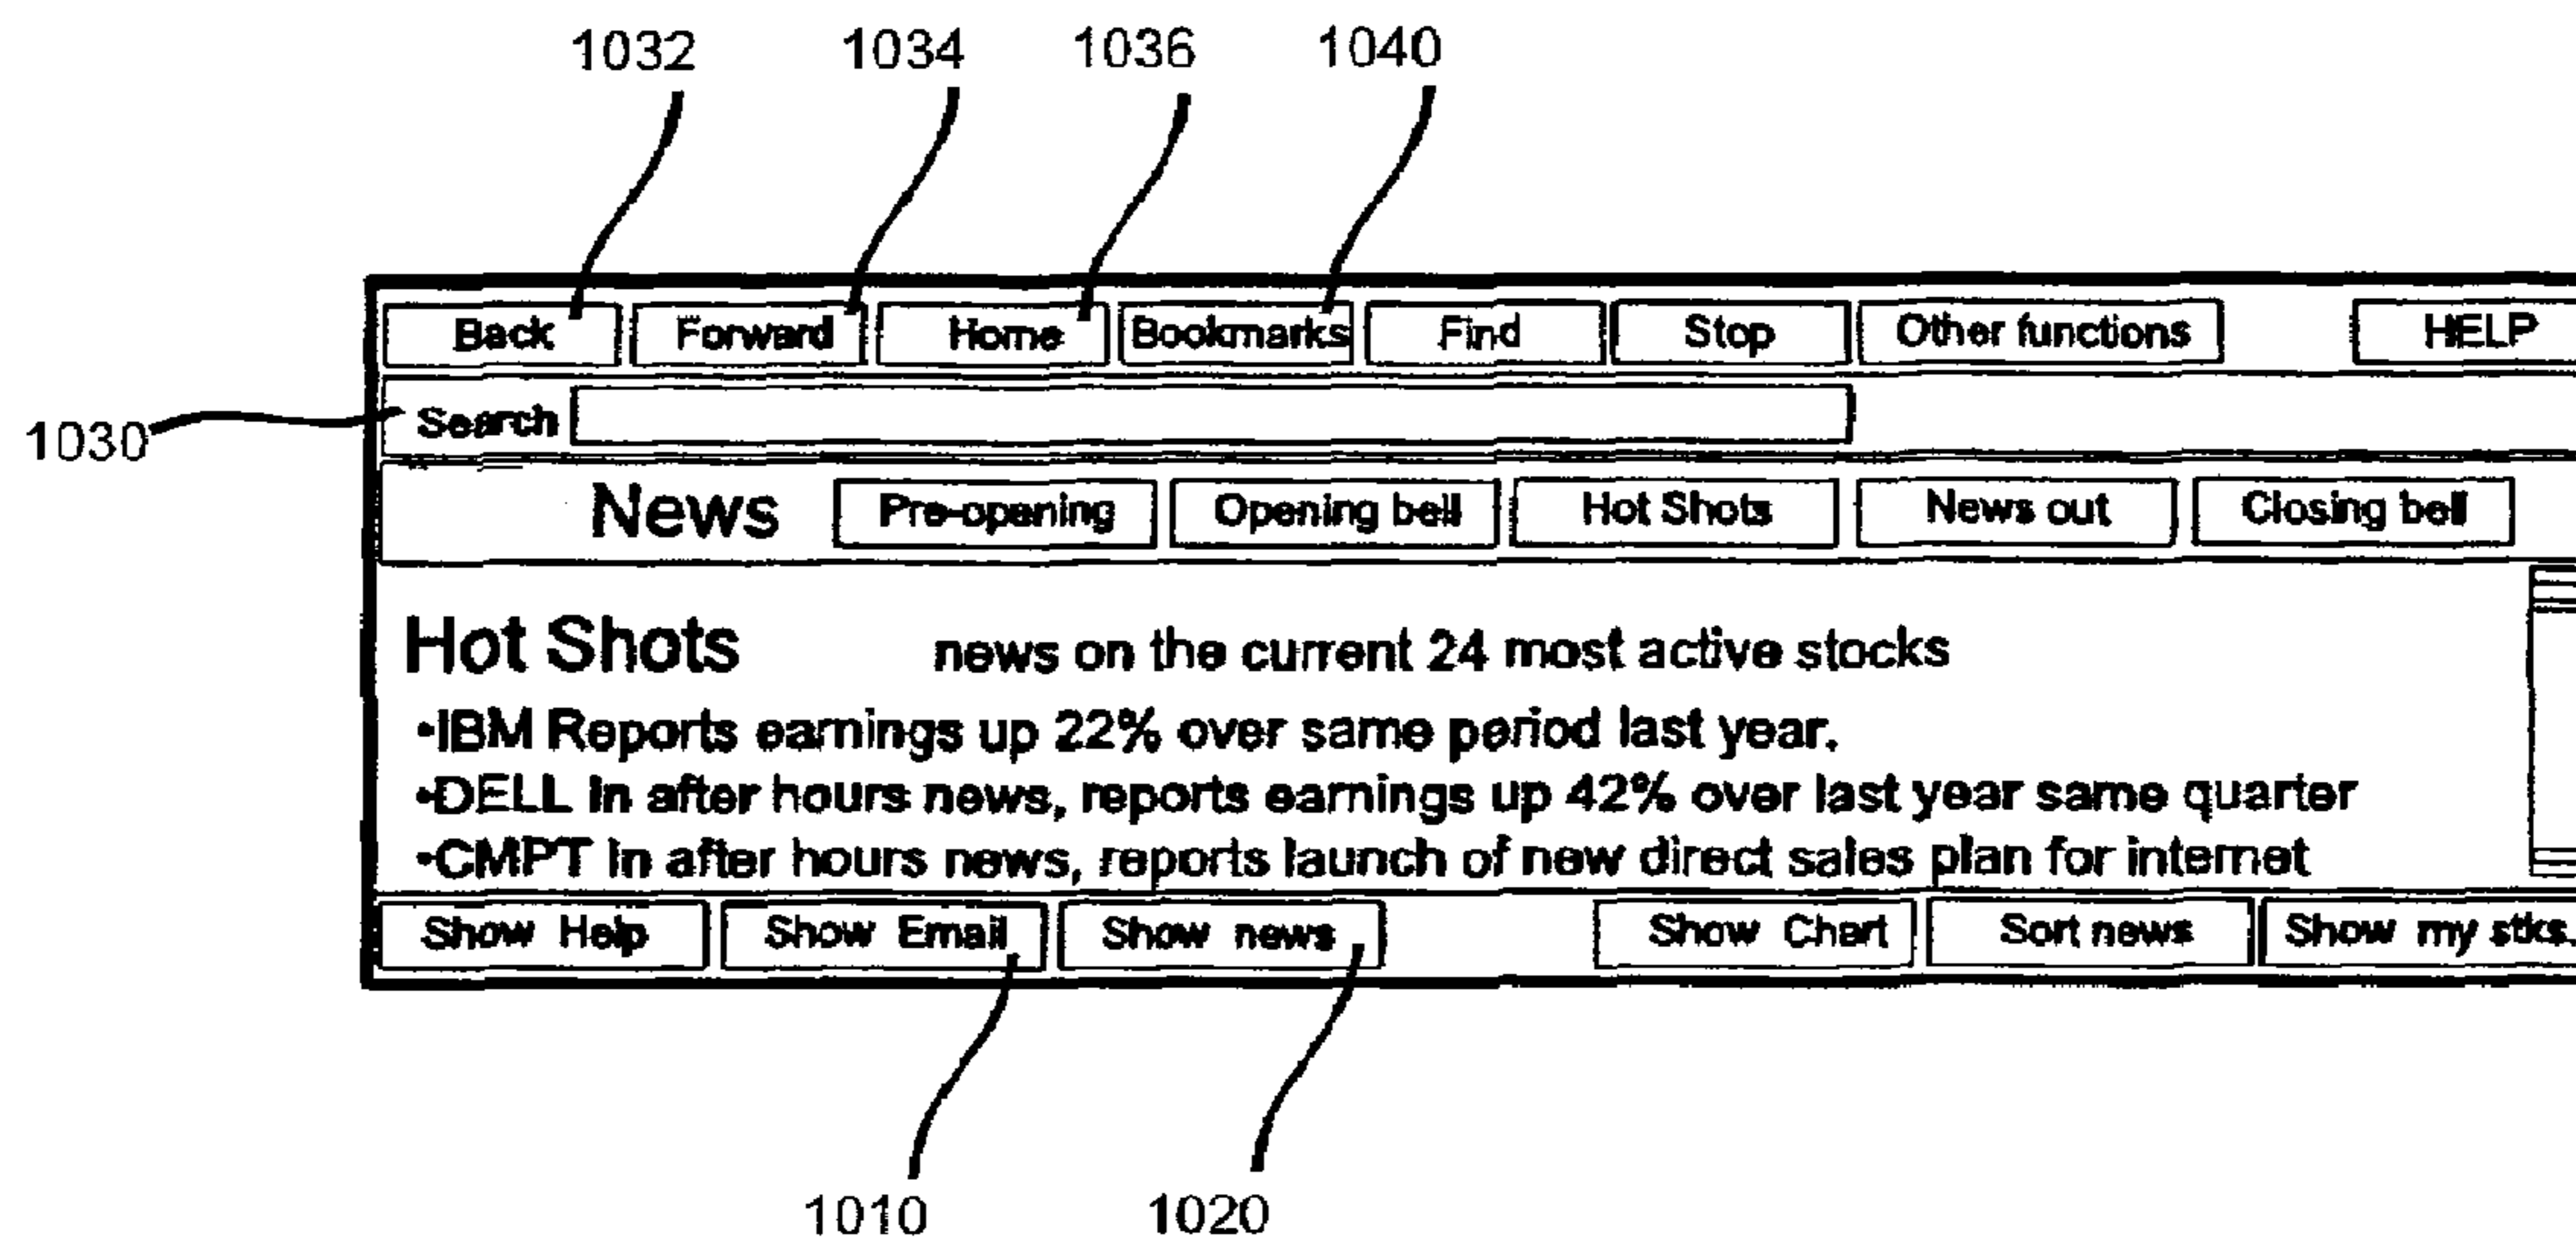 1032 1034 1036 1040
Back Forward Home Bookmarks Find Stop Other functions HELP
1030 Search
News Pre-opening Opening bell Hot Shots News out Closing bell
Hot Shots news on the current 24 most active stocks
•IBM Reports earnings up 22% over same period last year.
•DELL In after hours news, reports earnings up 42% over last year same quarter
•CMPT In after hours news, reports launch of new direct sales plan for internet
Show Help Show Email Show news Show Chart Sort news Show my stks.
1010 1020